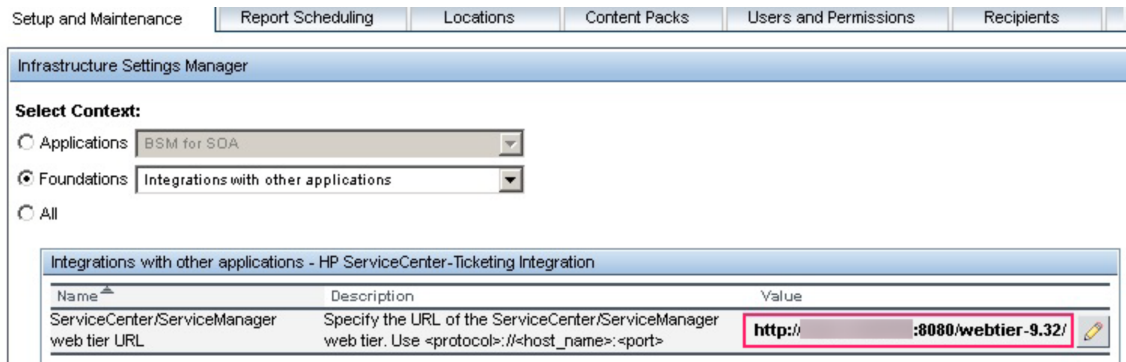 Setup and Maintenance Report Scheduling Locations Content Packs Users and Permissions Recipients
Infrastructure Settings Manager
Select Context:
Applications BSM for SOA
Foundations Integrations with other applications
All
Integrations with other applications - HP ServiceCenter-Ticketing Integration
Name Description Value
ServiceCenter/ServiceManager Specify the URL of the ServiceCenter/ServiceManager http:// :8080/webtier-9.32/
web tier URL web tier. Use <protocol>://<host_name>:<port>